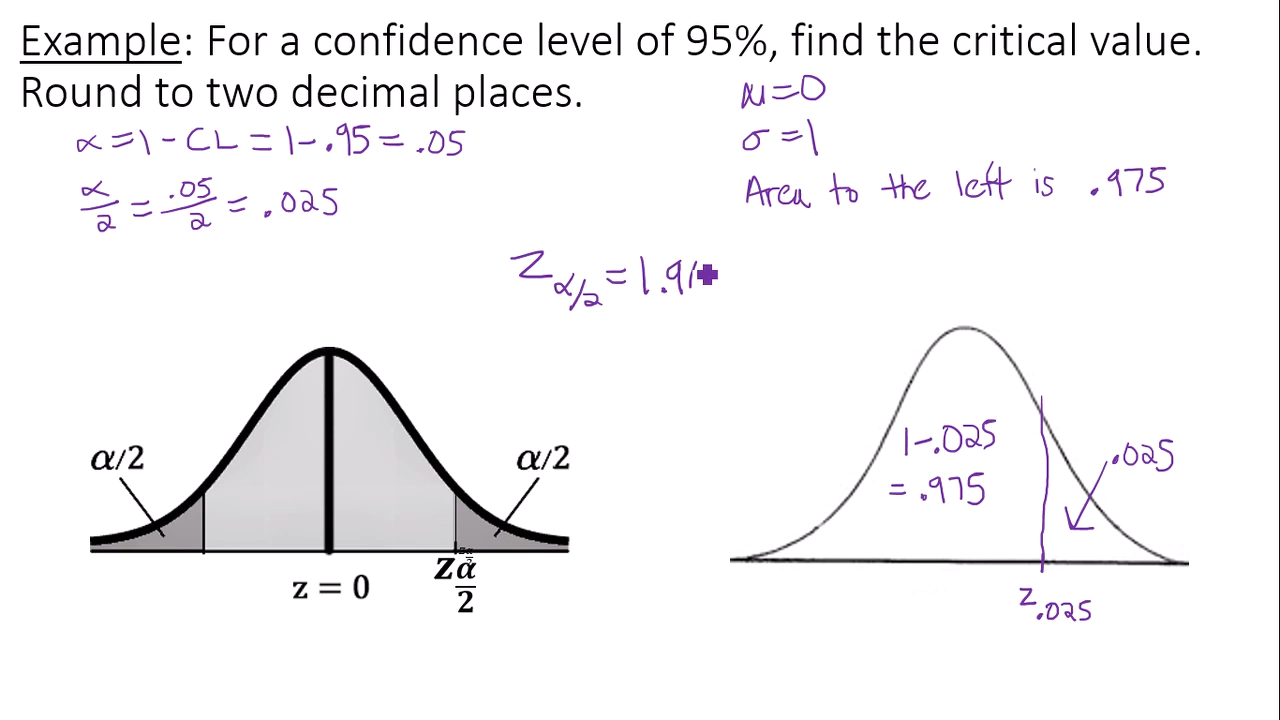 Example: For a confidence level of 95%, find the critical value.
Round to two decimal places.
μ=0
α=1-CL=1-.95=.05
σ=1
α/2=.05/2=.025
Area to the left is .975
Zα/2=1.9
α/2
α/2
z = 0
Zα/2
1-.025
=.975
.025
Z.025